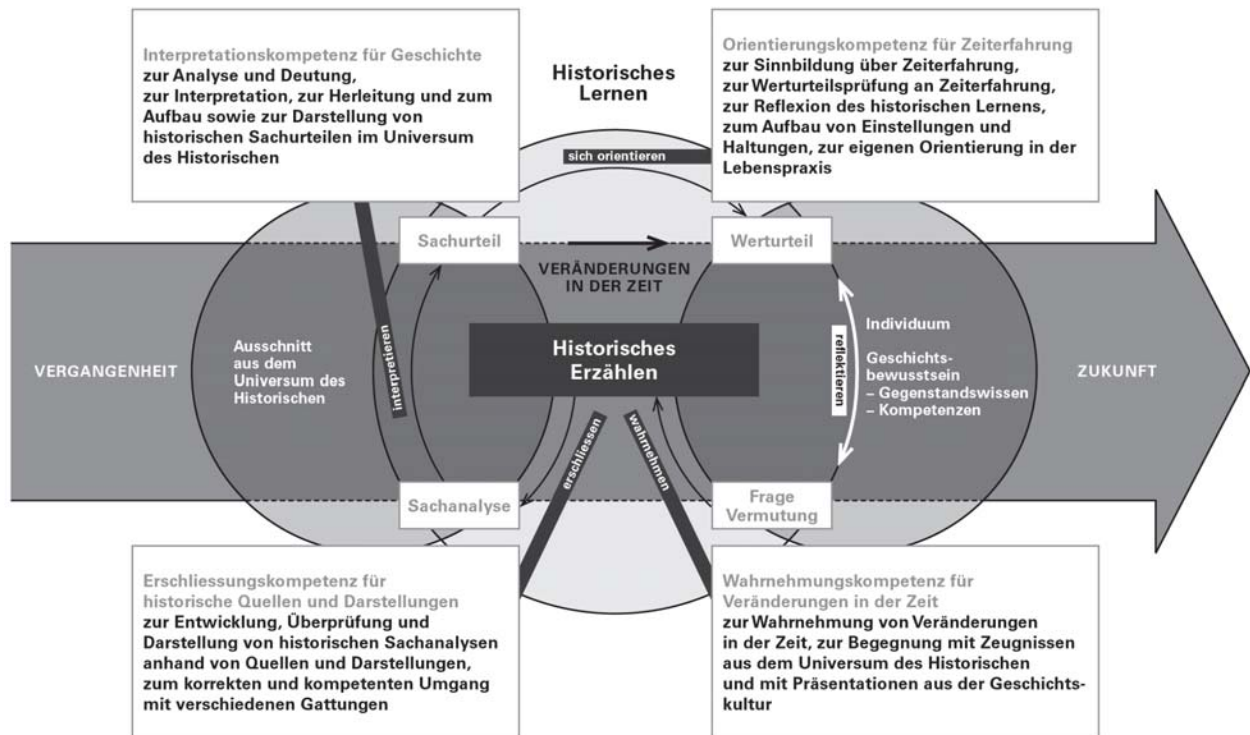 Interpretationskompetenz für Geschichte
zur Analyse und Deutung,
zur Interpretation, zur Herleitung und zum
Aufbau sowie zur Darstellung von
historischen Sachurteilen im Universum
des Historischen
Historisches
Lernen
sich orientieren
Orientierungskompetenz für Zeiterfahrung
zur Sinnbildung über Zeiterfahrung,
zur Werturteilsprüfung an Zeiterfahrung,
zur Reflexion des historischen Lernens,
zum Aufbau von Einstellungen und
Haltungen, zur eigenen Orientierung in der
Lebenspraxis
Sachurteil
VERÄNDERUNGEN
IN DER ZEIT
Werturteil
VERGANGENHEIT
Ausschnitt
aus dem
Universum des
Historischen
interpretieren
Historisches
Erzählen
reflektieren
Individuum
Geschichts-
bewusstsein
– Gegenstandswissen
– Kompetenzen
ZUKUNFT
erschliessen
wahrnehmen
Sachanalyse
Frage
Vermutung
Erschliessungskompetenz für
historische Quellen und Darstellungen
zur Entwicklung, Überprüfung und
Darstellung von historischen Sachanalysen
anhand von Quellen und Darstellungen,
zum korrekten und kompetenten Umgang
mit verschiedenen Gattungen
Wahrnehmungskompetenz für
Veränderungen in der Zeit
zur Wahrnehmung von Veränderungen
in der Zeit, zur Begegnung mit Zeugnissen
aus dem Universum des Historischen
und mit Präsentationen aus der Geschichts-
kultur